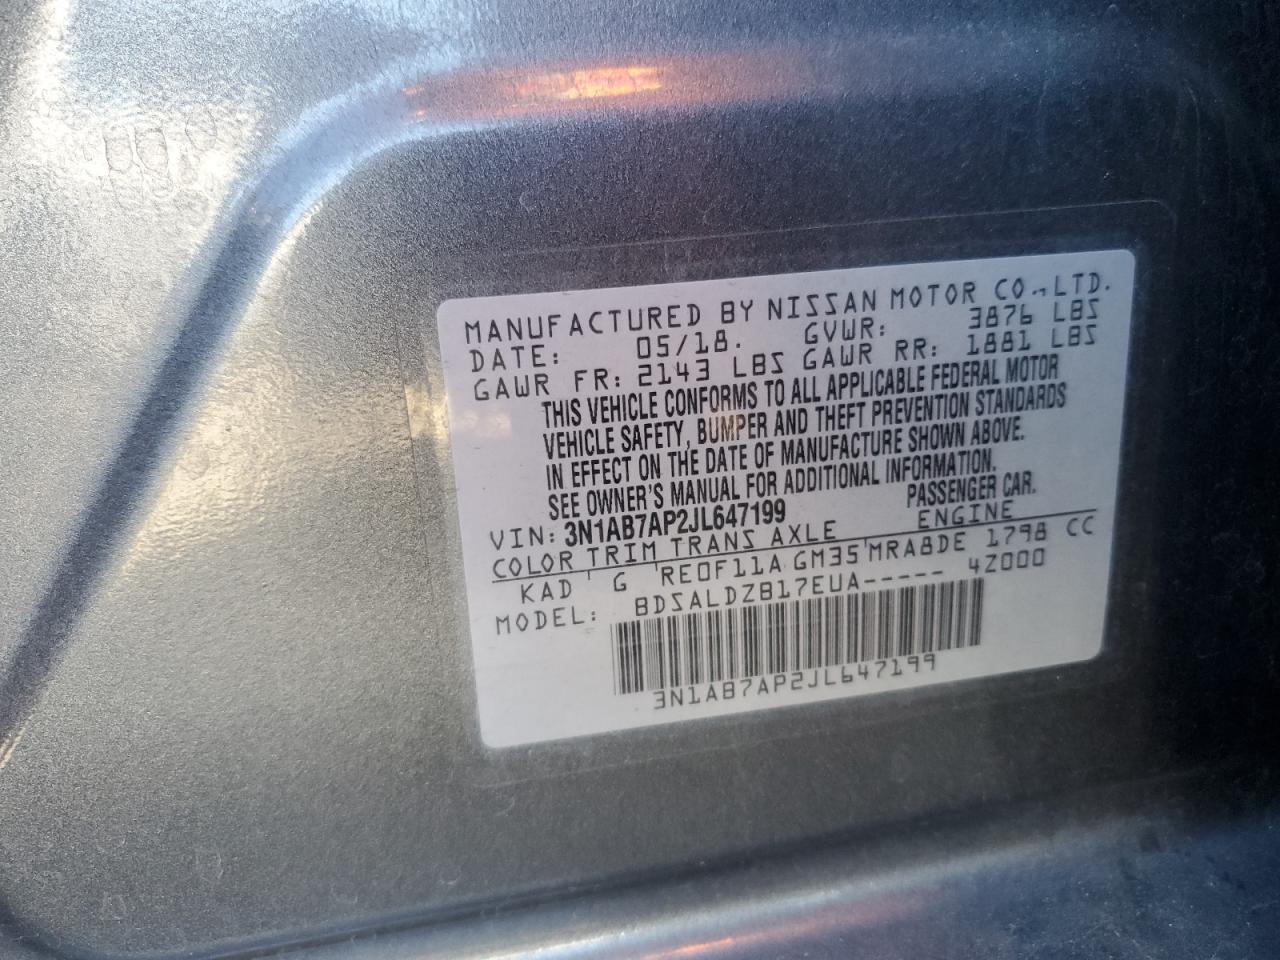 MANUFACTURED BY NISSAN MOTOR CO.,LTD.
DATE: 05/18. GVWR: 3876 LBS
GAWR FR: 2143 LBS GAWR RR: 1881 LBS
THIS VEHICLE CONFORMS TO ALL APPLICABLE FEDERAL MOTOR
VEHICLE SAFETY, BUMPER AND THEFT PREVENTION STANDARDS
IN EFFECT ON THE DATE OF MANUFACTURE SHOWN ABOVE.
SEE OWNER'S MANUAL FOR ADDITIONAL INFORMATION.
VIN: 3N1AB7AP2JL647199 PASSENGER CAR.
COLOR TRIM TRANS AXLE ENGINE
KAD G RE0F11A GM35 MRA8DE 1798 CC
MODEL: BDSALDZB17EUA----- 4Z000
3N1AB7AP2JL647199